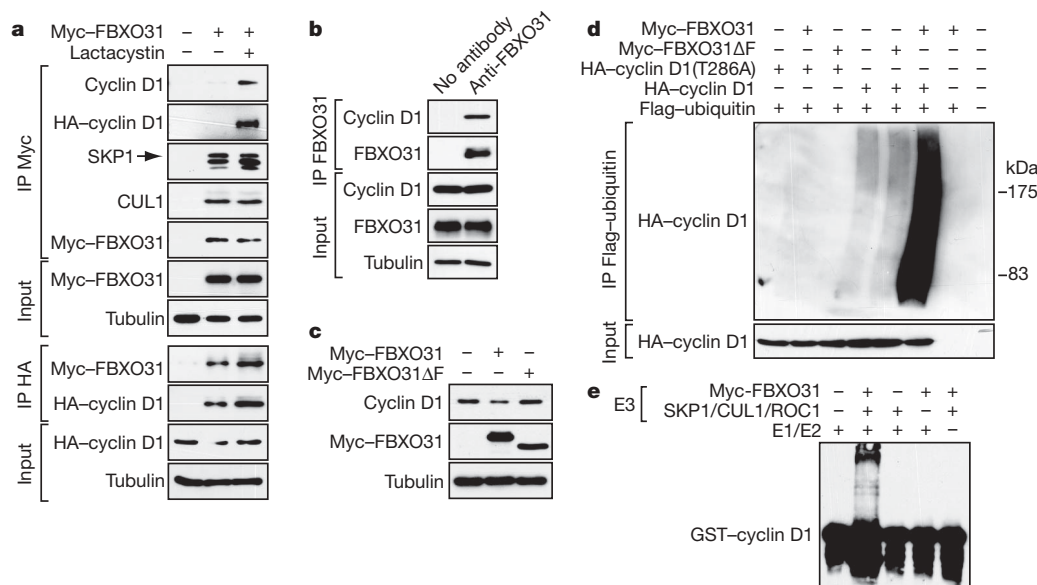 a
Myc–FBXO31 – + +
Lactacystin – – +
IP Myc
Cyclin D1
HA–cyclin D1
SKP1
CUL1
Myc–FBXO31
Input
Myc–FBXO31
Tubulin
IP HA
Myc–FBXO31
HA–cyclin D1
Input
HA–cyclin D1
Tubulin
b
No antibody
Anti-FBXO31
IP FBXO31
Cyclin D1
FBXO31
Input
Cyclin D1
FBXO31
Tubulin
c
Myc–FBXO31 – + –
Myc–FBXO31ΔF – – +
Cyclin D1
Myc–FBXO31
Tubulin
d
Myc–FBXO31 – + – – – + + –
Myc–FBXO31ΔF – – + – + – – –
HA–cyclin D1(T286A) + + + – – – – –
HA–cyclin D1 – – – + + + – –
Flag–ubiquitin + + + + + + + –
IP Flag–ubiquitin
HA–cyclin D1
kDa
–175
–83
Input
HA–cyclin D1
e
E3
Myc-FBXO31 – + – + +
SKP1/CUL1/ROC1 – + + – +
E1/E2 + + + + –
GST–cyclin D1